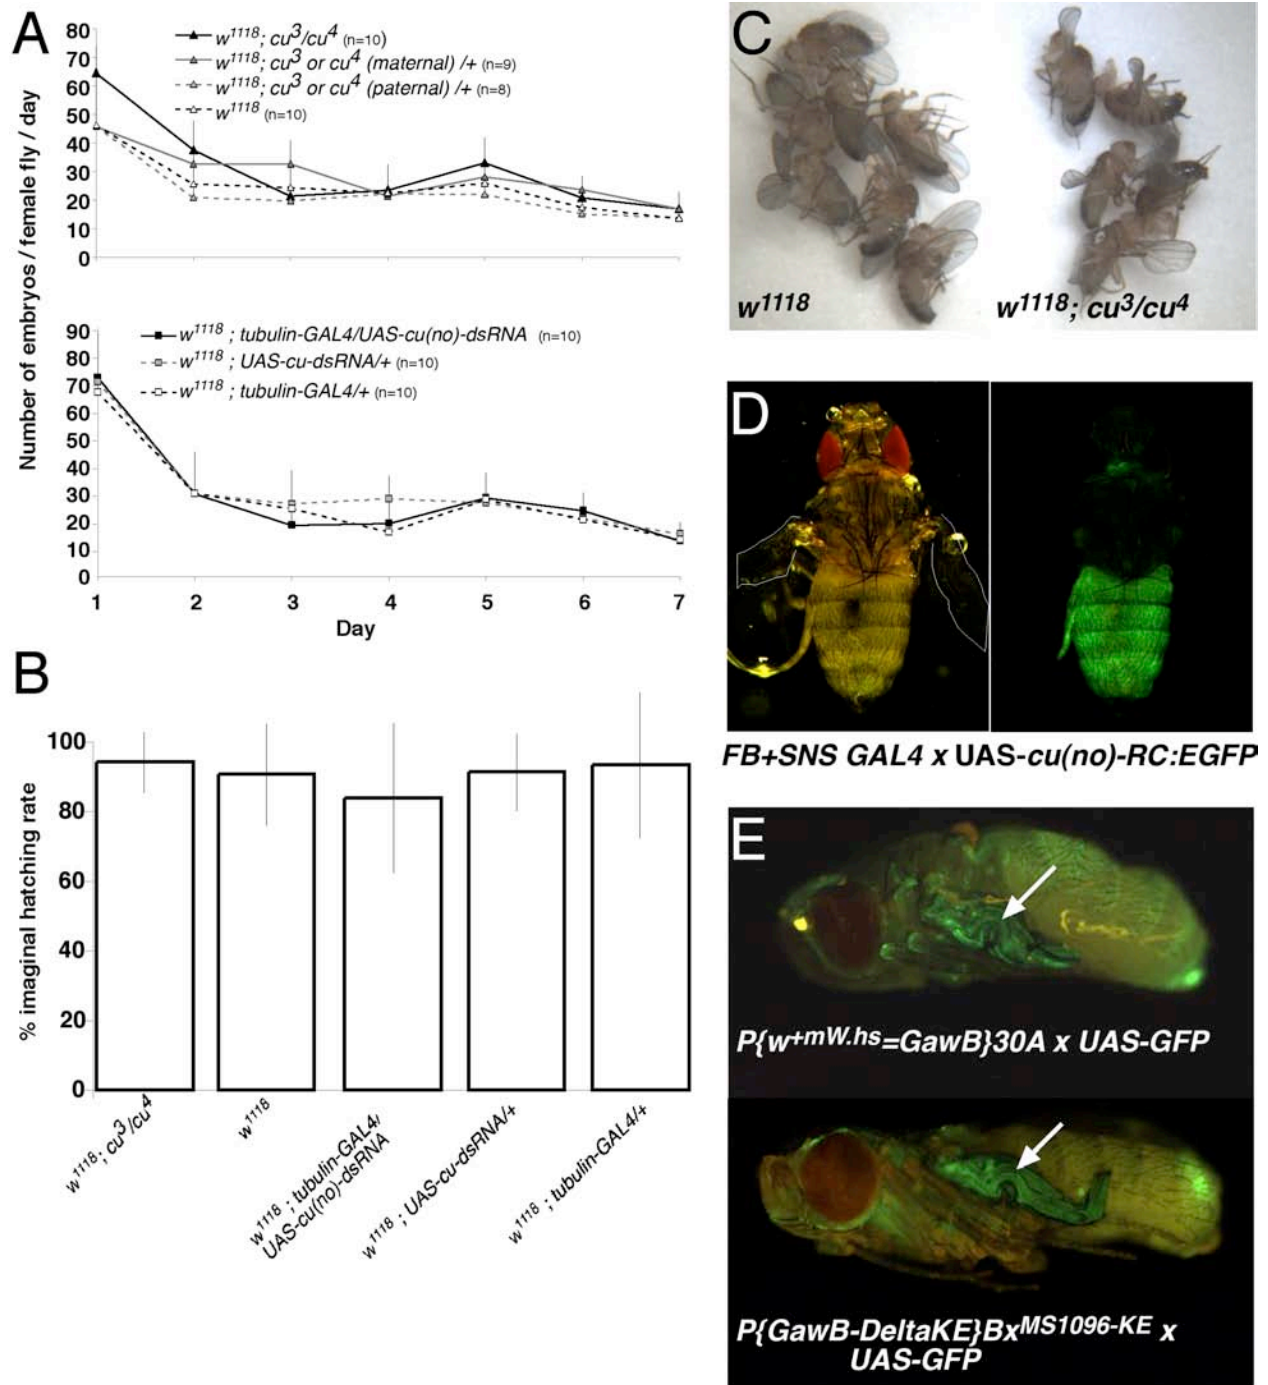 A
80
70
60
50
40
30
20
10
0
w1118; cu3/cu4 (n=10)
w1118; cu3 or cu4 (maternal) /+ (n=9)
w1118; cu3 or cu4 (paternal) /+ (n=8)
w1118 (n=10)
Number of embryos / female fly / day
90
80
70
60
50
40
30
20
10
0
w1118 ; tubulin-GAL4/UAS-cu(no)-dsRNA (n=10)
w1118 ; UAS-cu-dsRNA/+ (n=10)
w1118 ; tubulin-GAL4/+ (n=10)
1 2 3 4 5 6 7
Day
B
100
80
60
40
20
0
% imaginal hatching rate
w1118; cu3/cu4
w1118
w1118 ; tubulin-GAL4/
UAS-cu(no)-dsRNA
w1118 ; UAS-cu-dsRNA/+
w1118 ; tubulin-GAL4/+
C
w1118
w1118; cu3/cu4
D
FB+SNS GAL4 x UAS-cu(no)-RC:EGFP
E
P{w+mW.hs=GawB}30A x UAS-GFP
P{GawB-DeltaKE}BxMS1096-KE x
UAS-GFP